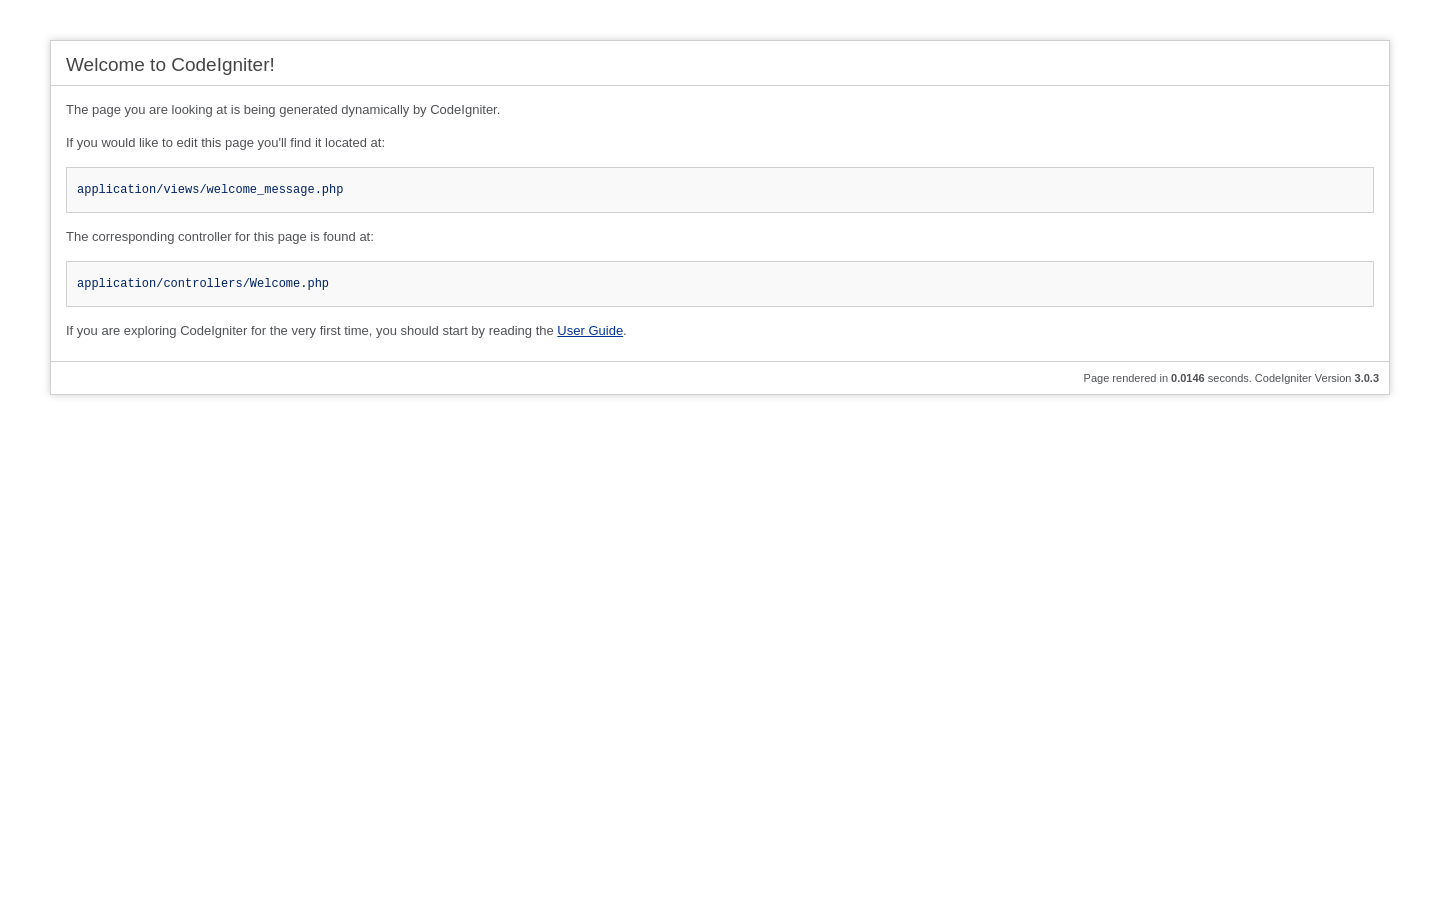 Welcome to CodeIgniter!
The page you are looking at is being generated dynamically by CodeIgniter.
If you would like to edit this page you'll find it located at:
application/views/welcome_message.php
The corresponding controller for this page is found at:
application/controllers/Welcome.php
If you are exploring CodeIgniter for the very first time, you should start by reading the User Guide.
Page rendered in 0.0146 seconds. CodeIgniter Version 3.0.3